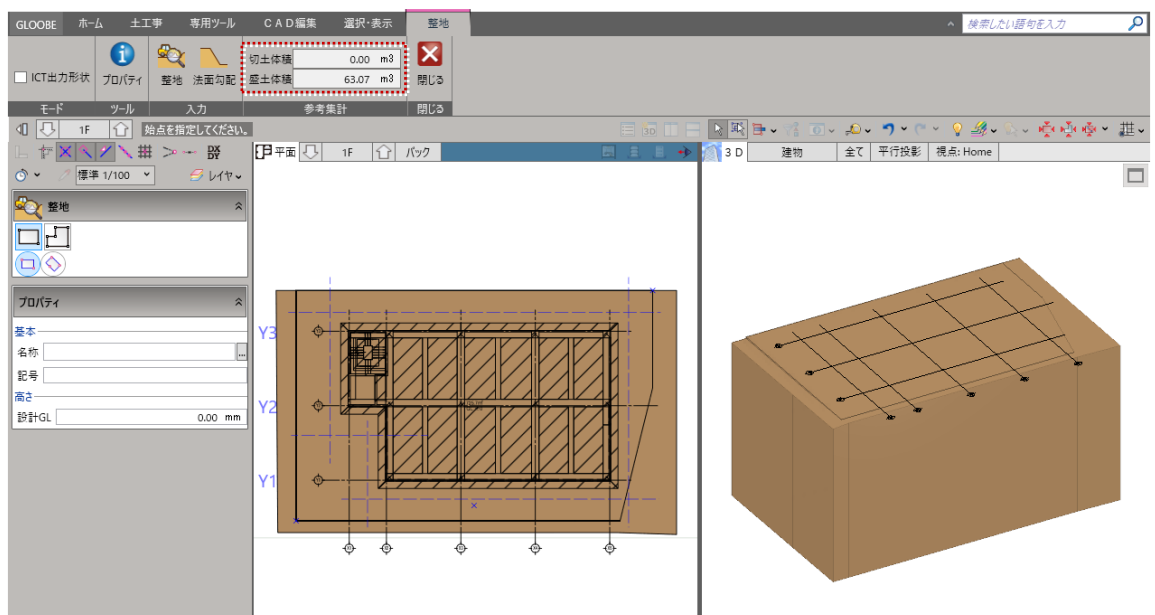 GLOOBE ホーム 土工事 専用ツール CAD編集 選択・表示 整地 検索したい語句を入力
ICT出力形状 プロパティ 整地 法面勾配 切土体積 0.00 m3 閉じる
盛土体積 63.07 m3
モード ツール 入力 参考集計 閉じる
1F 始点を指定してください。 3D
DX DY 平面 1F バック 3D 建物 全て 平行投影 視点: Home
標準 1/100 レイヤ
整地
プロパティ
基本
名称 ...
記号
高さ
設計GL 0.00 mm
Y3
Y2
Y1